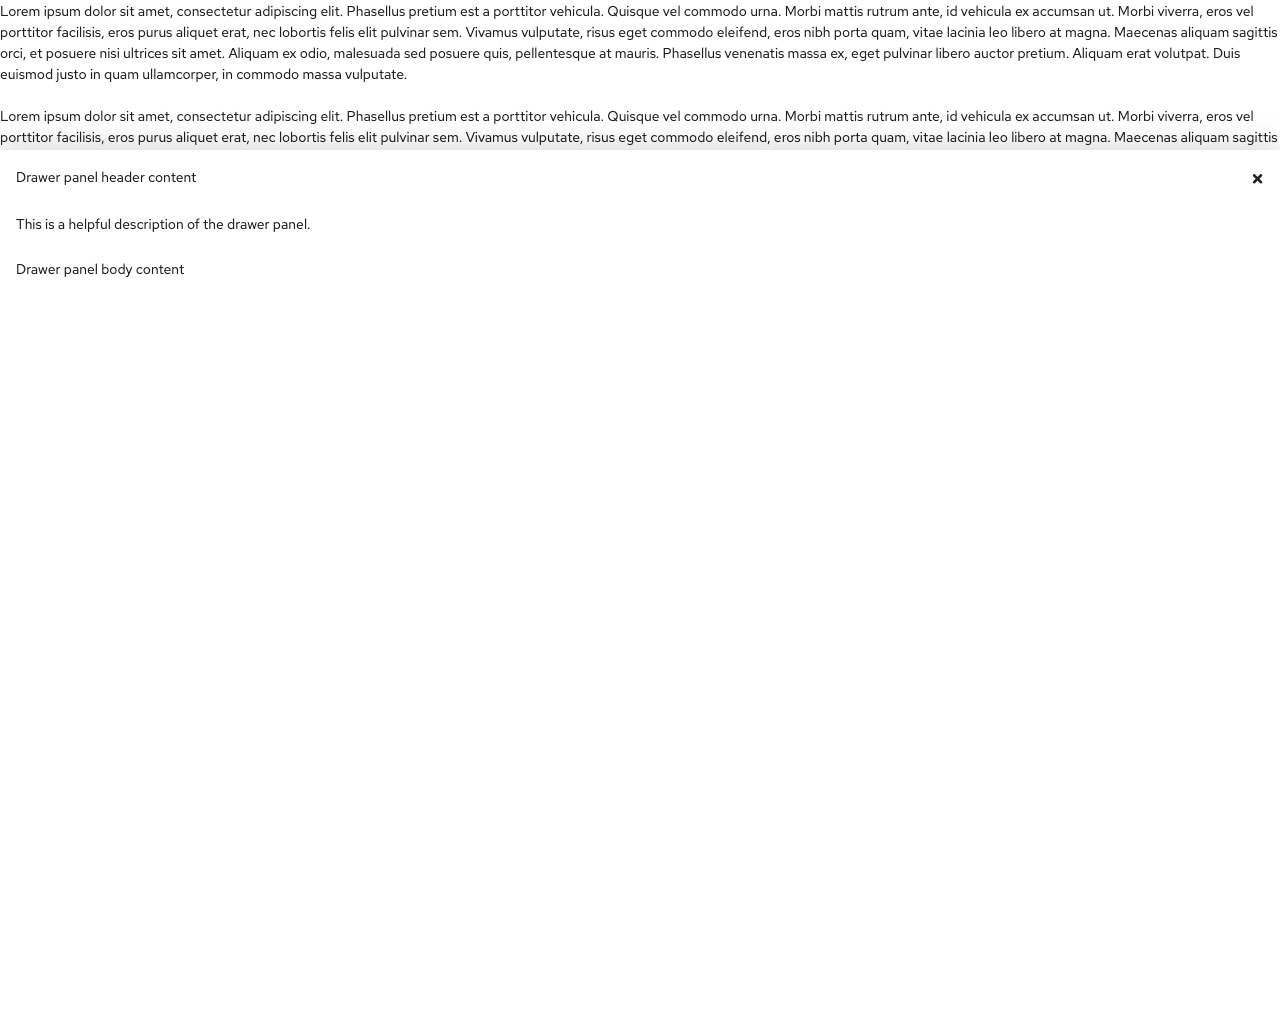 Lorem ipsum dolor sit amet, consectetur adipiscing elit. Phasellus pretium est a porttitor vehicula. Quisque vel commodo urna. Morbi mattis rutrum ante, id vehicula ex accumsan ut. Morbi viverra, eros vel
porttitor facilisis, eros purus aliquet erat, nec lobortis felis elit pulvinar sem. Vivamus vulputate, risus eget commodo eleifend, eros nibh porta quam, vitae lacinia leo libero at magna. Maecenas aliquam sagittis
orci, et posuere nisi ultrices sit amet. Aliquam ex odio, malesuada sed posuere quis, pellentesque at mauris. Phasellus venenatis massa ex, eget pulvinar libero auctor pretium. Aliquam erat volutpat. Duis
euismod justo in quam ullamcorper, in commodo massa vulputate.
Lorem ipsum dolor sit amet, consectetur adipiscing elit. Phasellus pretium est a porttitor vehicula. Quisque vel commodo urna. Morbi mattis rutrum ante, id vehicula ex accumsan ut. Morbi viverra, eros vel
porttitor facilisis, eros purus aliquet erat, nec lobortis felis elit pulvinar sem. Vivamus vulputate, risus eget commodo eleifend, eros nibh porta quam, vitae lacinia leo libero at magna. Maecenas aliquam sagittis
Drawer panel header content
This is a helpful description of the drawer panel.
Drawer panel body content